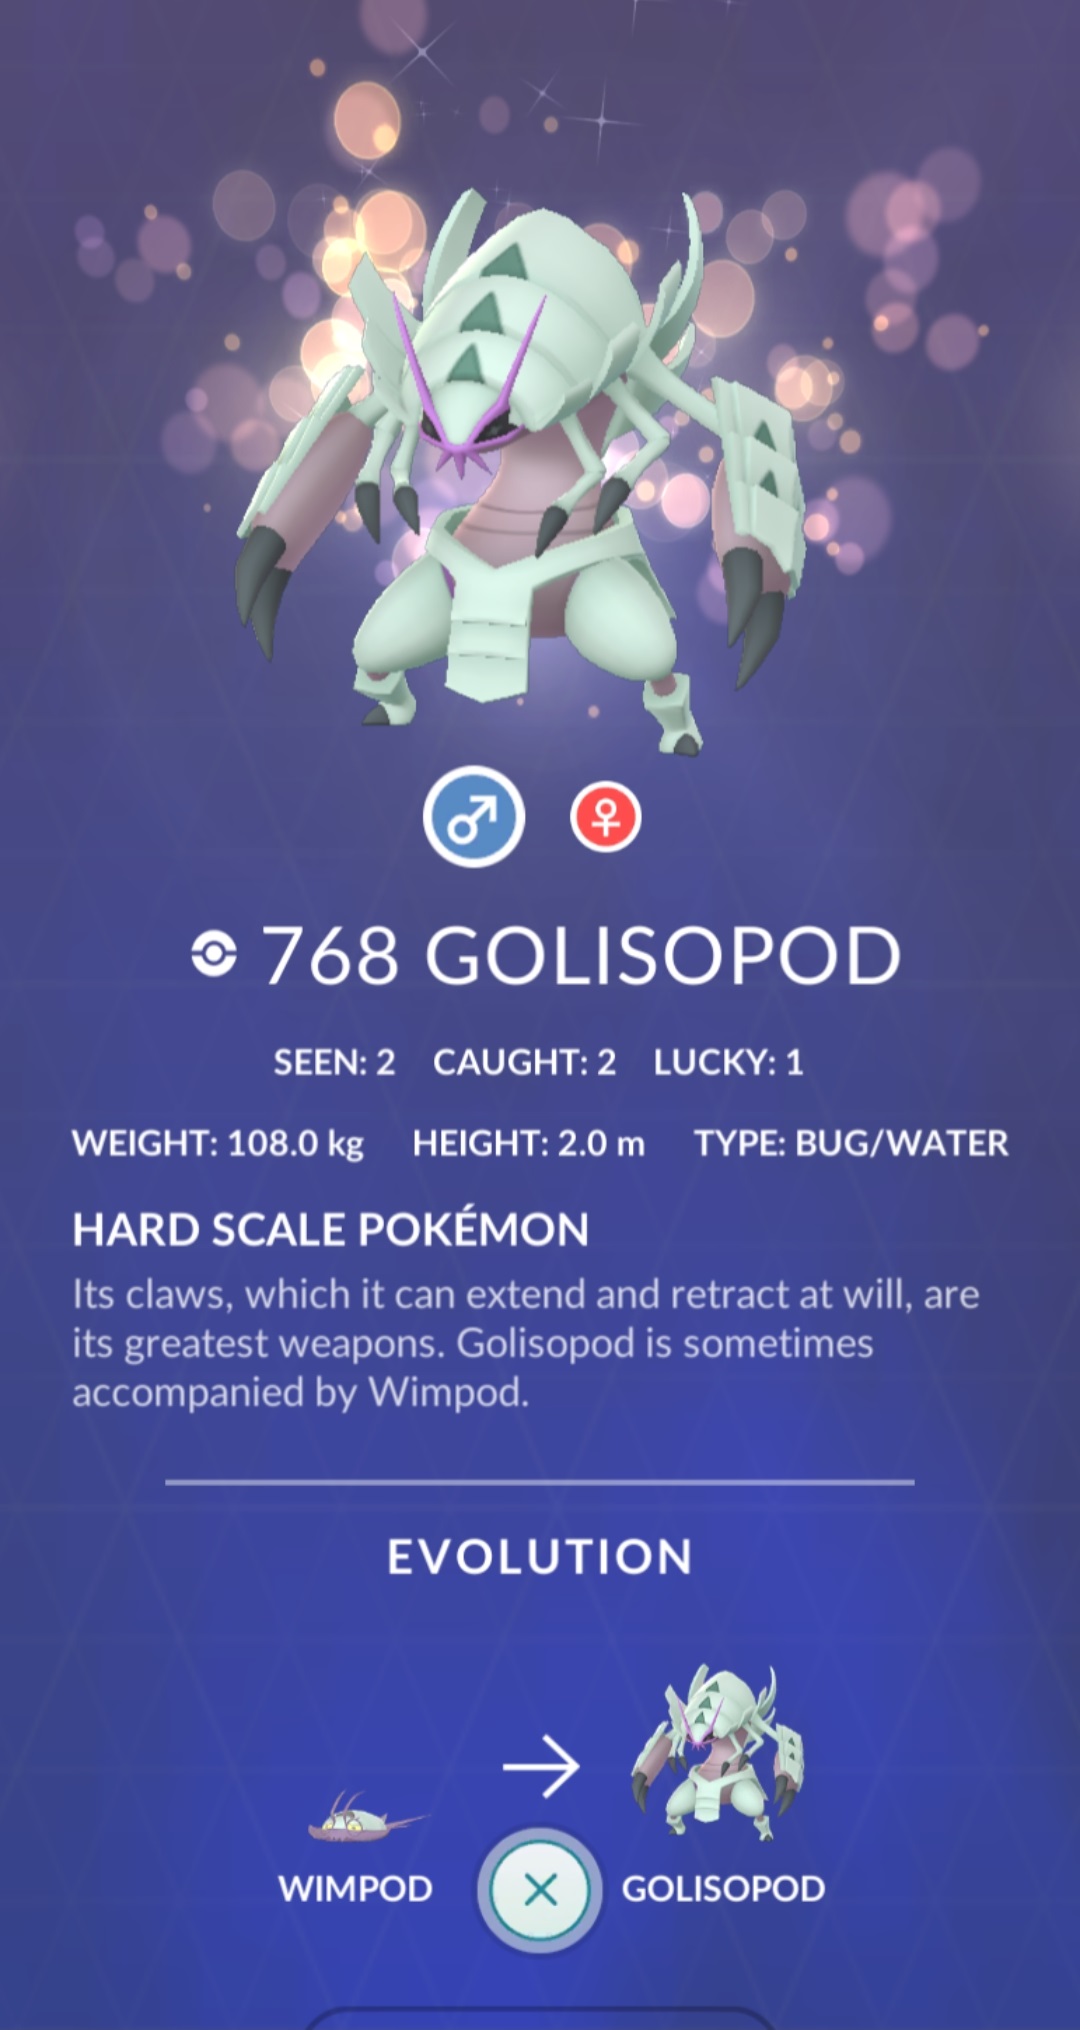 768 GOLISOPOD
SEEN: 2 CAUGHT: 2 LUCKY: 1
WEIGHT: 108.0 kg HEIGHT: 2.0 m TYPE: BUG/WATER
HARD SCALE POKÉMON
Its claws, which it can extend and retract at will, are
its greatest weapons. Golisopod is sometimes
accompanied by Wimpod.
EVOLUTION
WIMPOD GOLISOPOD